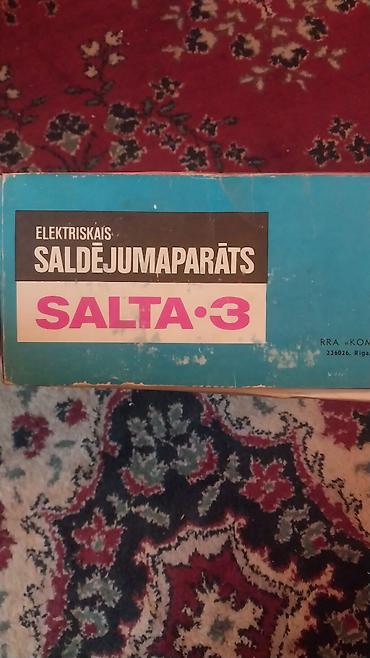 ELEKTRISKAIS
SALDĒJUMAPARĀTS
SALTA·3
RRA «KOM
226026, Rīga